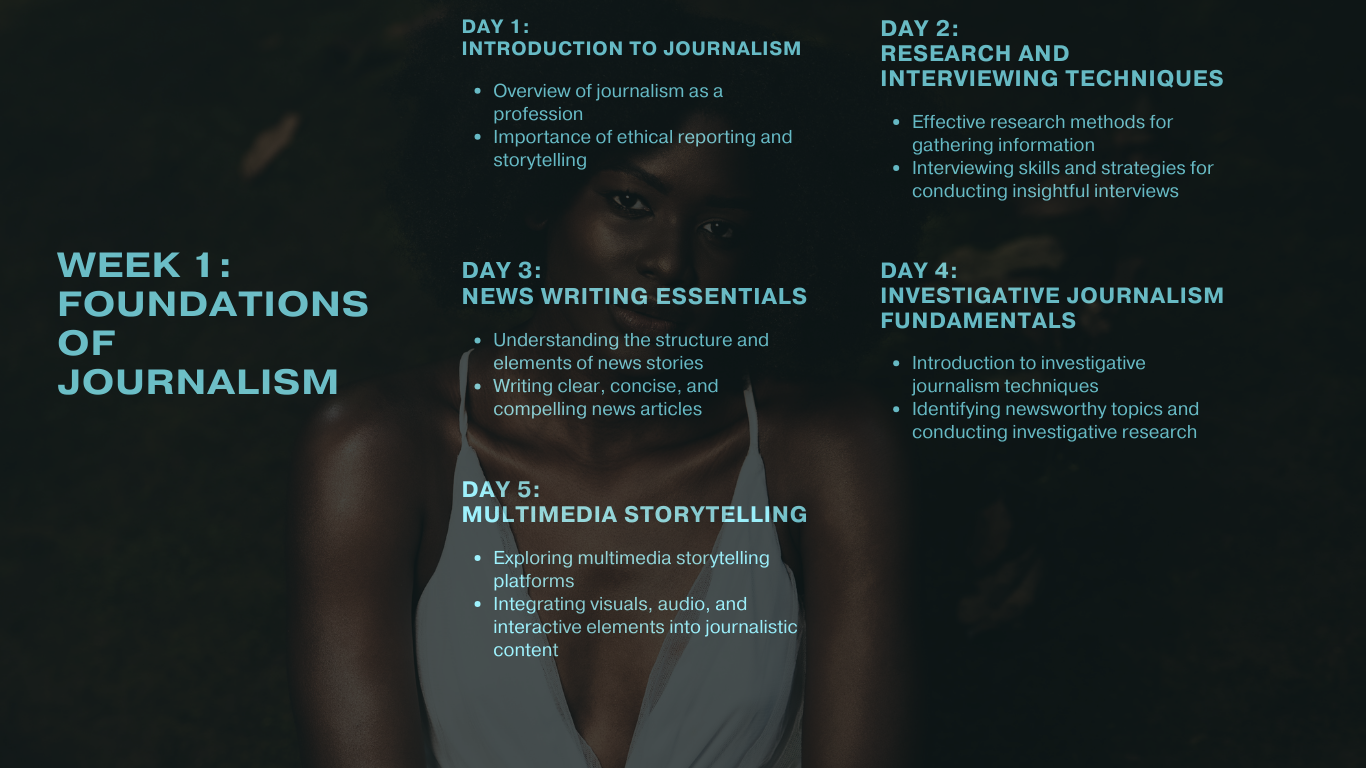 WEEK 1:
FOUNDATIONS
OF
JOURNALISM
DAY 1:
INTRODUCTION TO JOURNALISM
• Overview of journalism as a
profession
• Importance of ethical reporting and
storytelling
DAY 2:
RESEARCH AND
INTERVIEWING TECHNIQUES
• Effective research methods for
gathering information
• Interviewing skills and strategies for
conducting insightful interviews
DAY 3:
NEWS WRITING ESSENTIALS
• Understanding the structure and
elements of news stories
• Writing clear, concise, and
compelling news articles
DAY 4:
INVESTIGATIVE JOURNALISM
FUNDAMENTALS
• Introduction to investigative
journalism techniques
• Identifying newsworthy topics and
conducting investigative research
DAY 5:
MULTIMEDIA STORYTELLING
• Exploring multimedia storytelling
platforms
• Integrating visuals, audio, and
interactive elements into journalistic
content